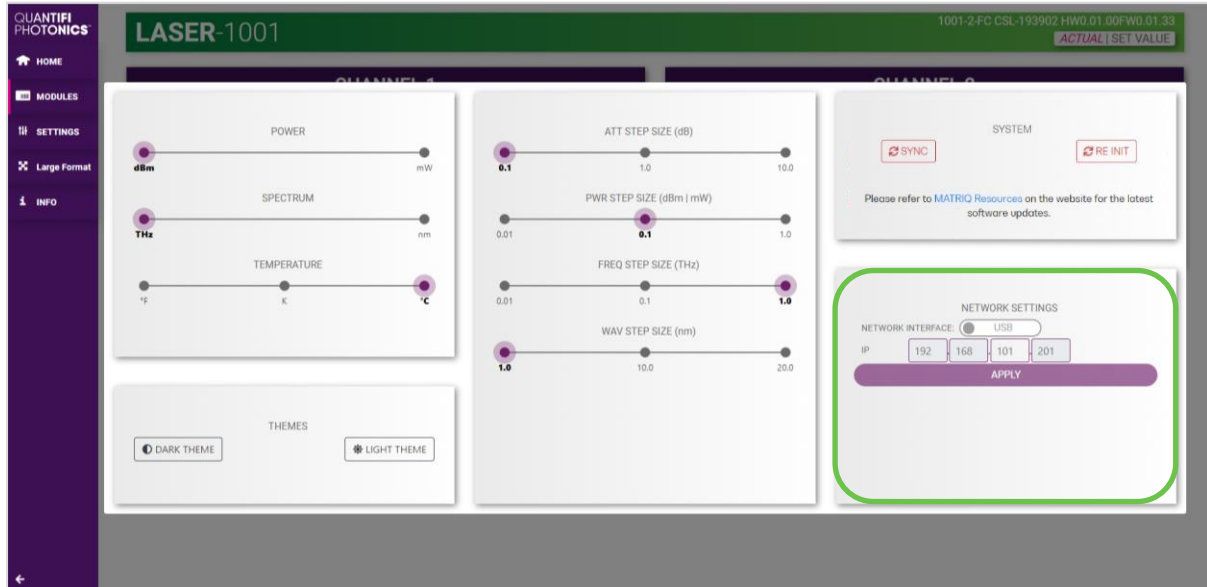 QUANTIFI
PHOTONICS™
HOME
MODULES
SETTINGS
Large Format
INFO
LASER-1001
1001-2-FC CSL-193902 HW0.01.00FW0.01.33
ACTUAL | SET VALUE
POWER
dBm mW
SPECTRUM
THz nm
TEMPERATURE
°F K °C
THEMES
DARK THEME LIGHT THEME
ATT STEP SIZE (dB)
0.1 1.0 10.0
PWR STEP SIZE (dBm | mW)
0.01 0.1 1.0
FREQ STEP SIZE (THz)
0.01 0.1 1.0
WAV STEP SIZE (nm)
1.0 10.0 20.0
SYSTEM
SYNC RE INIT
Please refer to MATRIQ Resources on the website for the latest
software updates.
NETWORK SETTINGS
NETWORK INTERFACE: USB
IP 192 . 168 . 101 . 201
APPLY